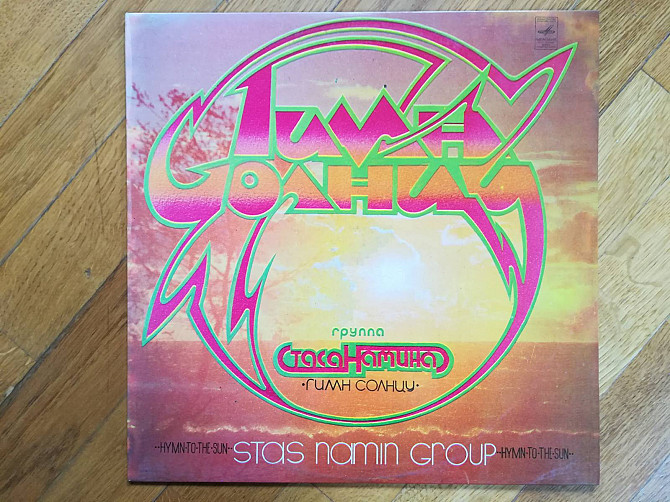 Гимн
Солнцу
группа
Стаса Намина
·Гимн Солнцу·
··HYMN·TO·THE·SUN·· STAS NAMIN GROUP ··HYMN·TO·THE·SUN··